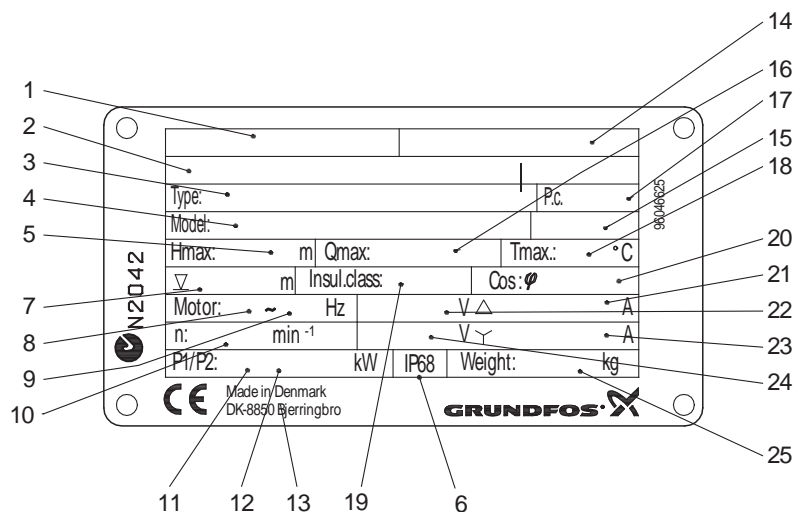 14
16
1
17
2
15
3
Type:
P.c.
18
4
Model:
96046625
5
Hmax: m Qmax: Tmax.: °C
20
7
m Insul.class: Cos: φ
21
8
Motor: ~ Hz V △ A
22
N2042
n: min -1 V Y A
23
9
P1/P2: kW IP68 Weight: kg
24
10
CE Made in Denmark
DK-8850 Bjerringbro
GRUNDFOS
25
11 12 13 19 6